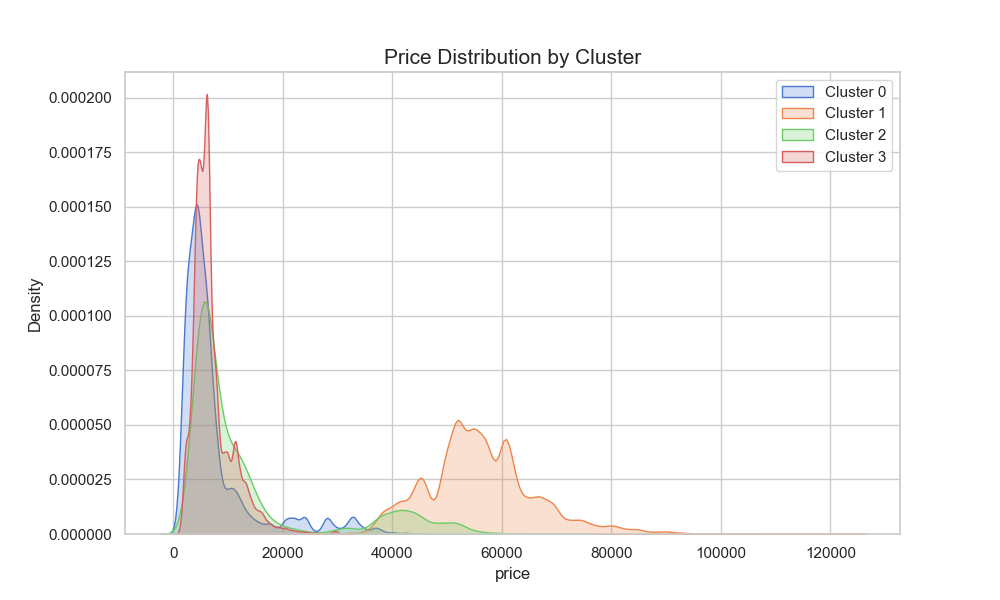 Price Distribution by Cluster
Cluster 0
Cluster 1
Cluster 2
Cluster 3
Density
0.000200
0.000175
0.000150
0.000125
0.000100
0.000075
0.000050
0.000025
0.000000
0 20000 40000 60000 80000 100000 120000
price